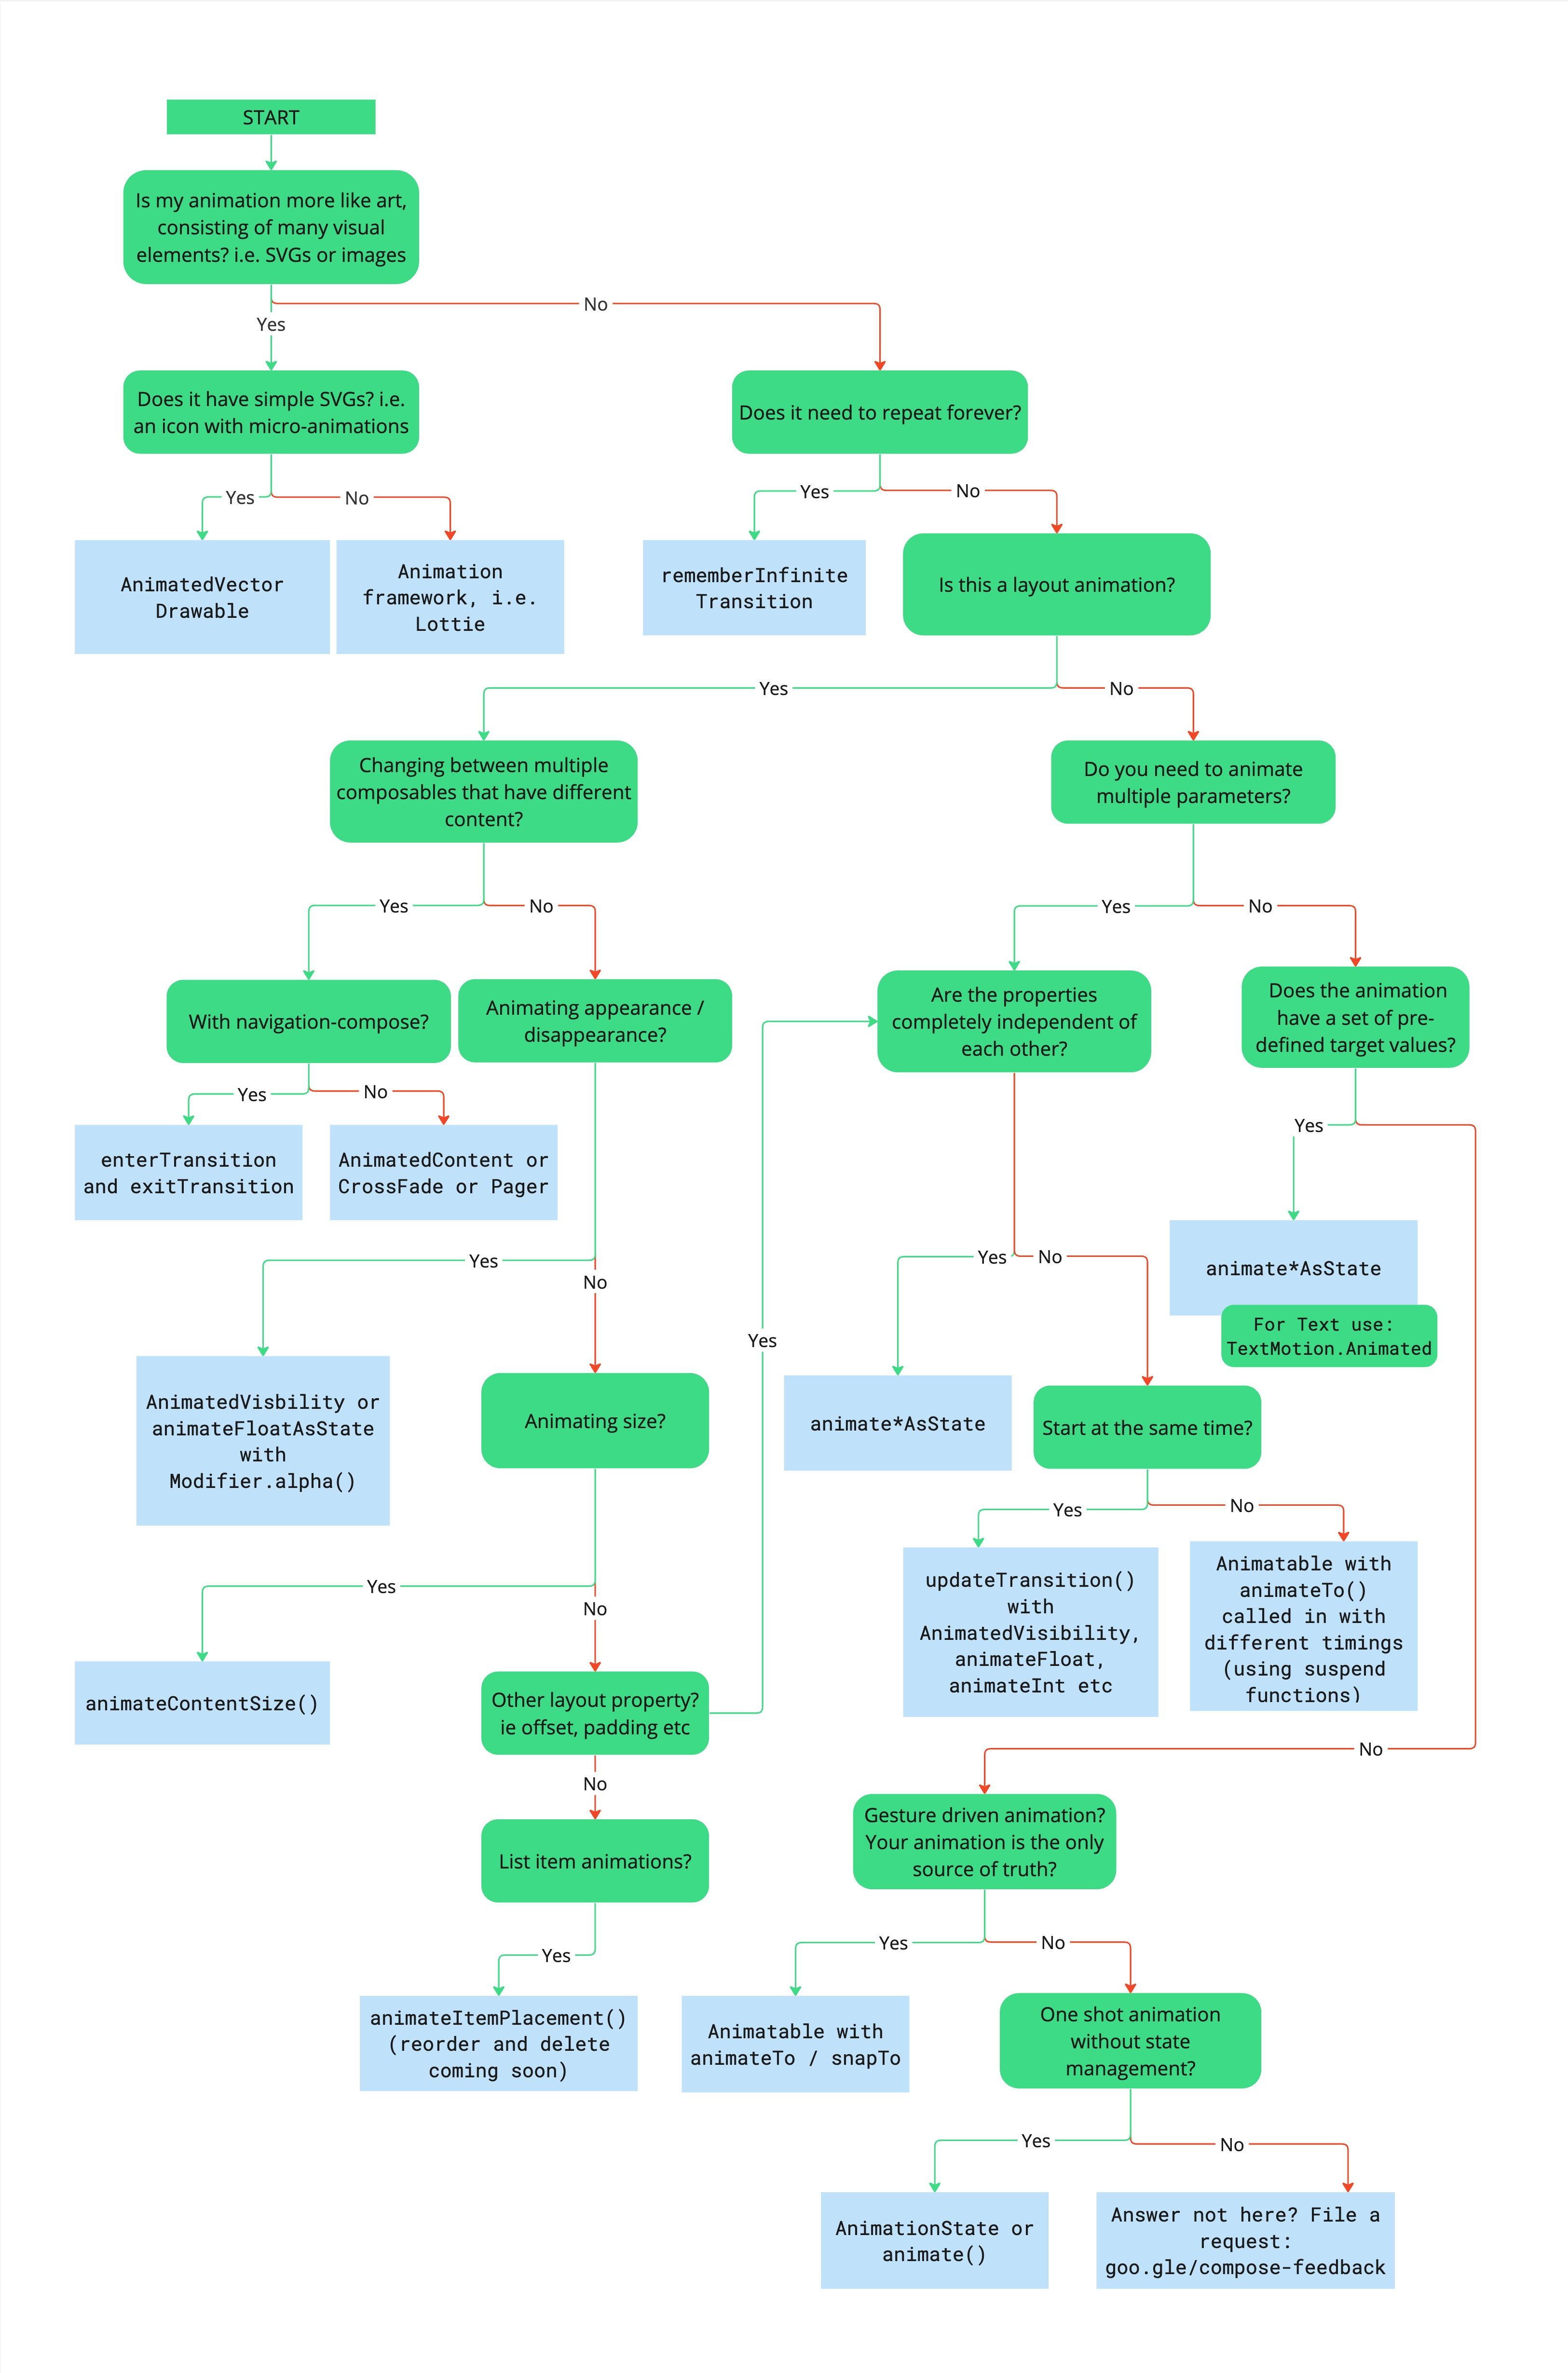 START
Is my animation more like art,
consisting of many visual
elements? i.e. SVGs or images
No
Yes
Does it have simple SVGs? i.e.
an icon with micro-animations
Does it need to repeat forever?
Yes
No
Yes
No
AnimatedVector
Drawable
Animation
framework, i.e.
Lottie
rememberInfinite
Transition
Is this a layout animation?
Yes
No
Changing between multiple
composables that have different
content?
Do you need to animate
multiple parameters?
Yes
No
Yes
No
With navigation-compose?
Animating appearance /
disappearance?
Are the properties
completely independent of
each other?
Does the animation
have a set of pre-
defined target values?
Yes
No
Yes
enterTransition
and exitTransition
AnimatedContent or
CrossFade or Pager
Yes
No
Yes
No
animate*AsState
For Text use:
TextMotion.Animated
Yes
AnimatedVisbility or
animateFloatAsState
with
Modifier.alpha()
Animating size?
animate*AsState
Start at the same time?
Yes
No
Yes
No
animateContentSize()
Other layout property?
ie offset, padding etc
updateTransition()
with
AnimatedVisibility,
animateFloat,
animateInt etc
Animatable with
animateTo()
called in with
different timings
(using suspend
functions)
No
No
List item animations?
Gesture driven animation?
Your animation is the only
source of truth?
Yes
Yes
No
animateItemPlacement()
(reorder and delete
coming soon)
Animatable with
animateTo / snapTo
One shot animation
without state
management?
Yes
No
AnimationState or
animate()
Answer not here? File a
request:
goo.gle/compose-feedback